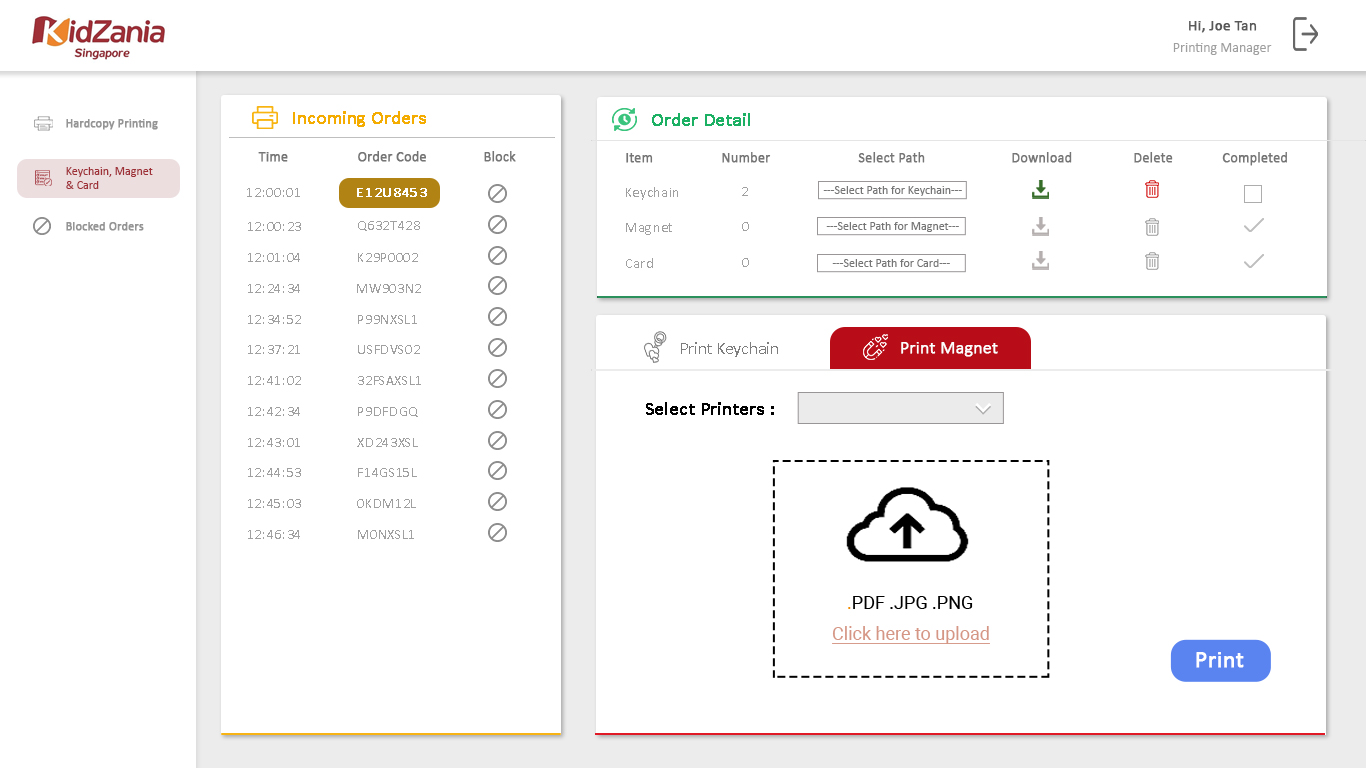 KidZania
Singapore
Hi, Joe Tan
Printing Manager
Hardcopy Printing
Keychain, Magnet
& Card
Blocked Orders
Incoming Orders
Time Order Code Block
12:00:01 E12U8453
12:00:23 Q632T428
12:01:04 K29P0002
12:24:34 MW903N2
12:34:52 P99NXSL1
12:37:21 USFDVS02
12:41:02 32FSAXSL1
12:42:34 P9DFDGQ
12:43:01 XD243XSL
12:44:53 F14GS15L
12:45:03 0KDM12L
12:46:34 M0NXSL1
Order Detail
Item Number Select Path Download Delete Completed
Keychain 2 ---Select Path for Keychain---
Magnet 0 ---Select Path for Magnet---
Card 0 ---Select Path for Card---
Print Keychain Print Magnet
Select Printers :
.PDF .JPG .PNG
Click here to upload
Print